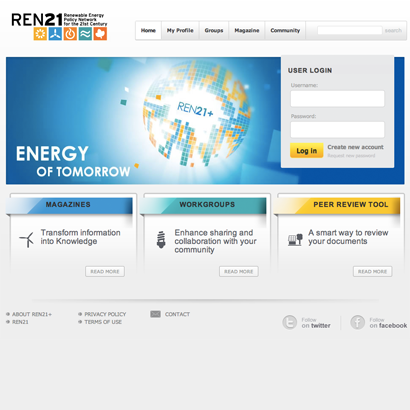 REN21 Renewable Energy
Policy Network
for the 21st Century
Home My Profile Groups Magazine Community search
USER LOGIN
Username:
Password:
Log in Create new account
Request new password
REN21+
ENERGY
OF TOMORROW
MAGAZINES
Transform information
into Knowledge
READ MORE
WORKGROUPS
Enhance sharing and
collaboration with your
community
READ MORE
PEER REVIEW TOOL
A smart way to review
your documents
READ MORE
ABOUT REN21+ PRIVACY POLICY CONTACT
REN21 TERMS OF USE
Follow
on twitter
Follow
on facebook